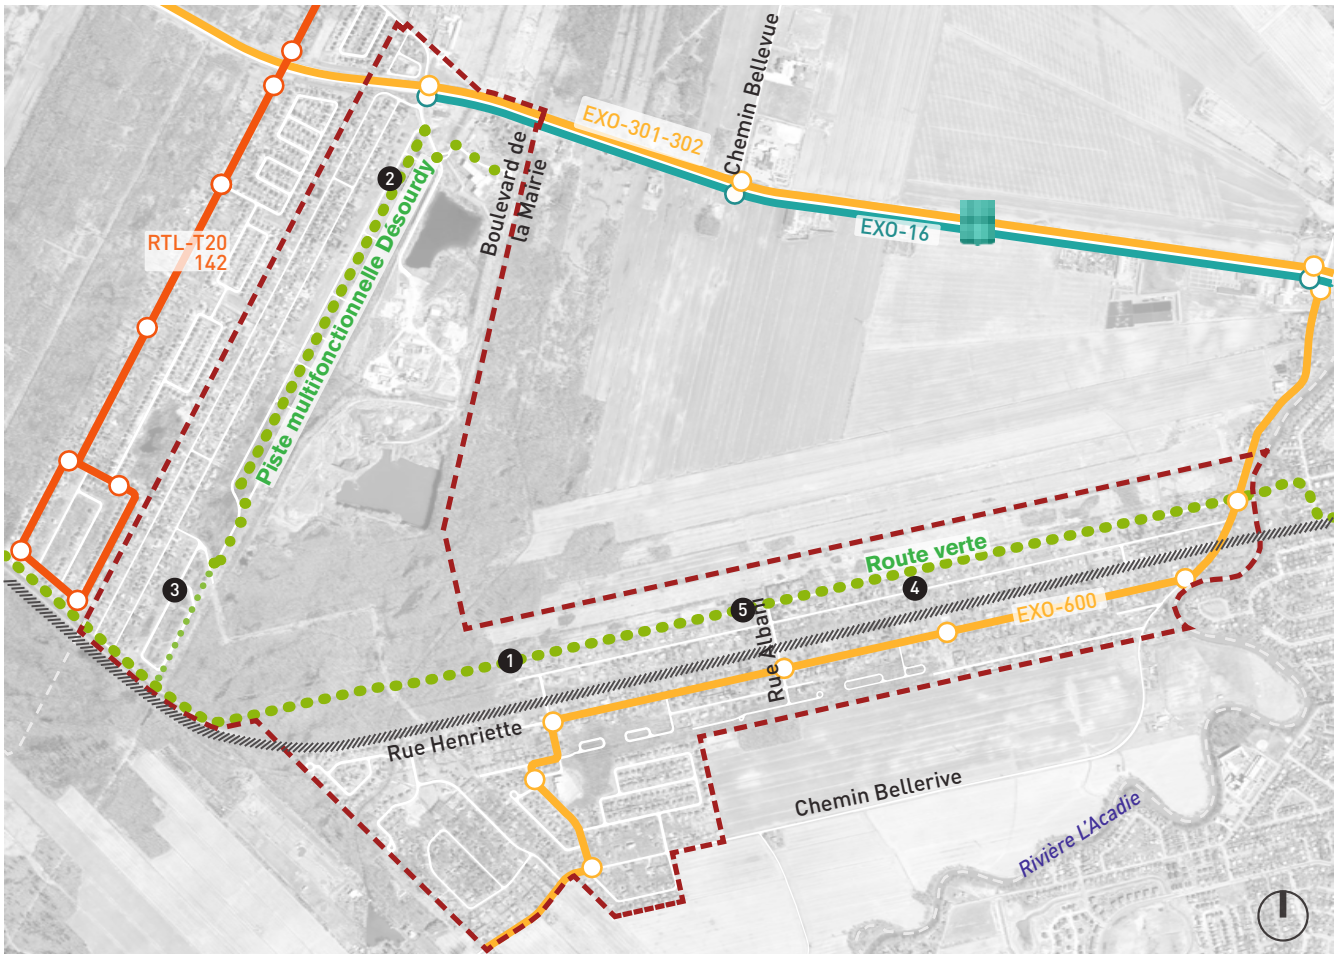 Chemin Bellevue
EXO-301-302
2
Boulevard de
la Mairie
Piste multifonctionnelle Désourdy
EXO-16
RTL-T20
142
Route verte
3
4
5
EXO-600
Rue Albani
1
Rue Henriette
Chemin Bellerive
Rivière L'Acadie